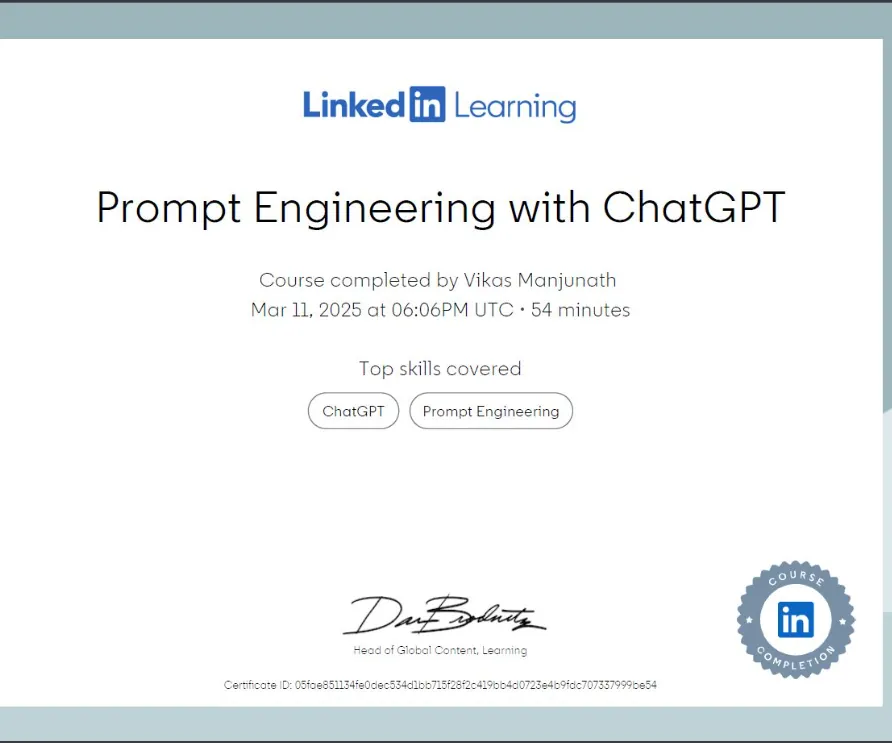 Linked in Learning
Prompt Engineering with ChatGPT
Course completed by Vikas Manjunath
Mar 11, 2025 at 06:06PM UTC • 54 minutes
Top skills covered
ChatGPT
Prompt Engineering
Dan Brodnitz
Head of Global Content, Learning
Certificate ID: 05fae851134fe0dec534d1bb715f28f2c419bb4d0723e4b9fdc707337999be54
COURSE
in
COMPLETION